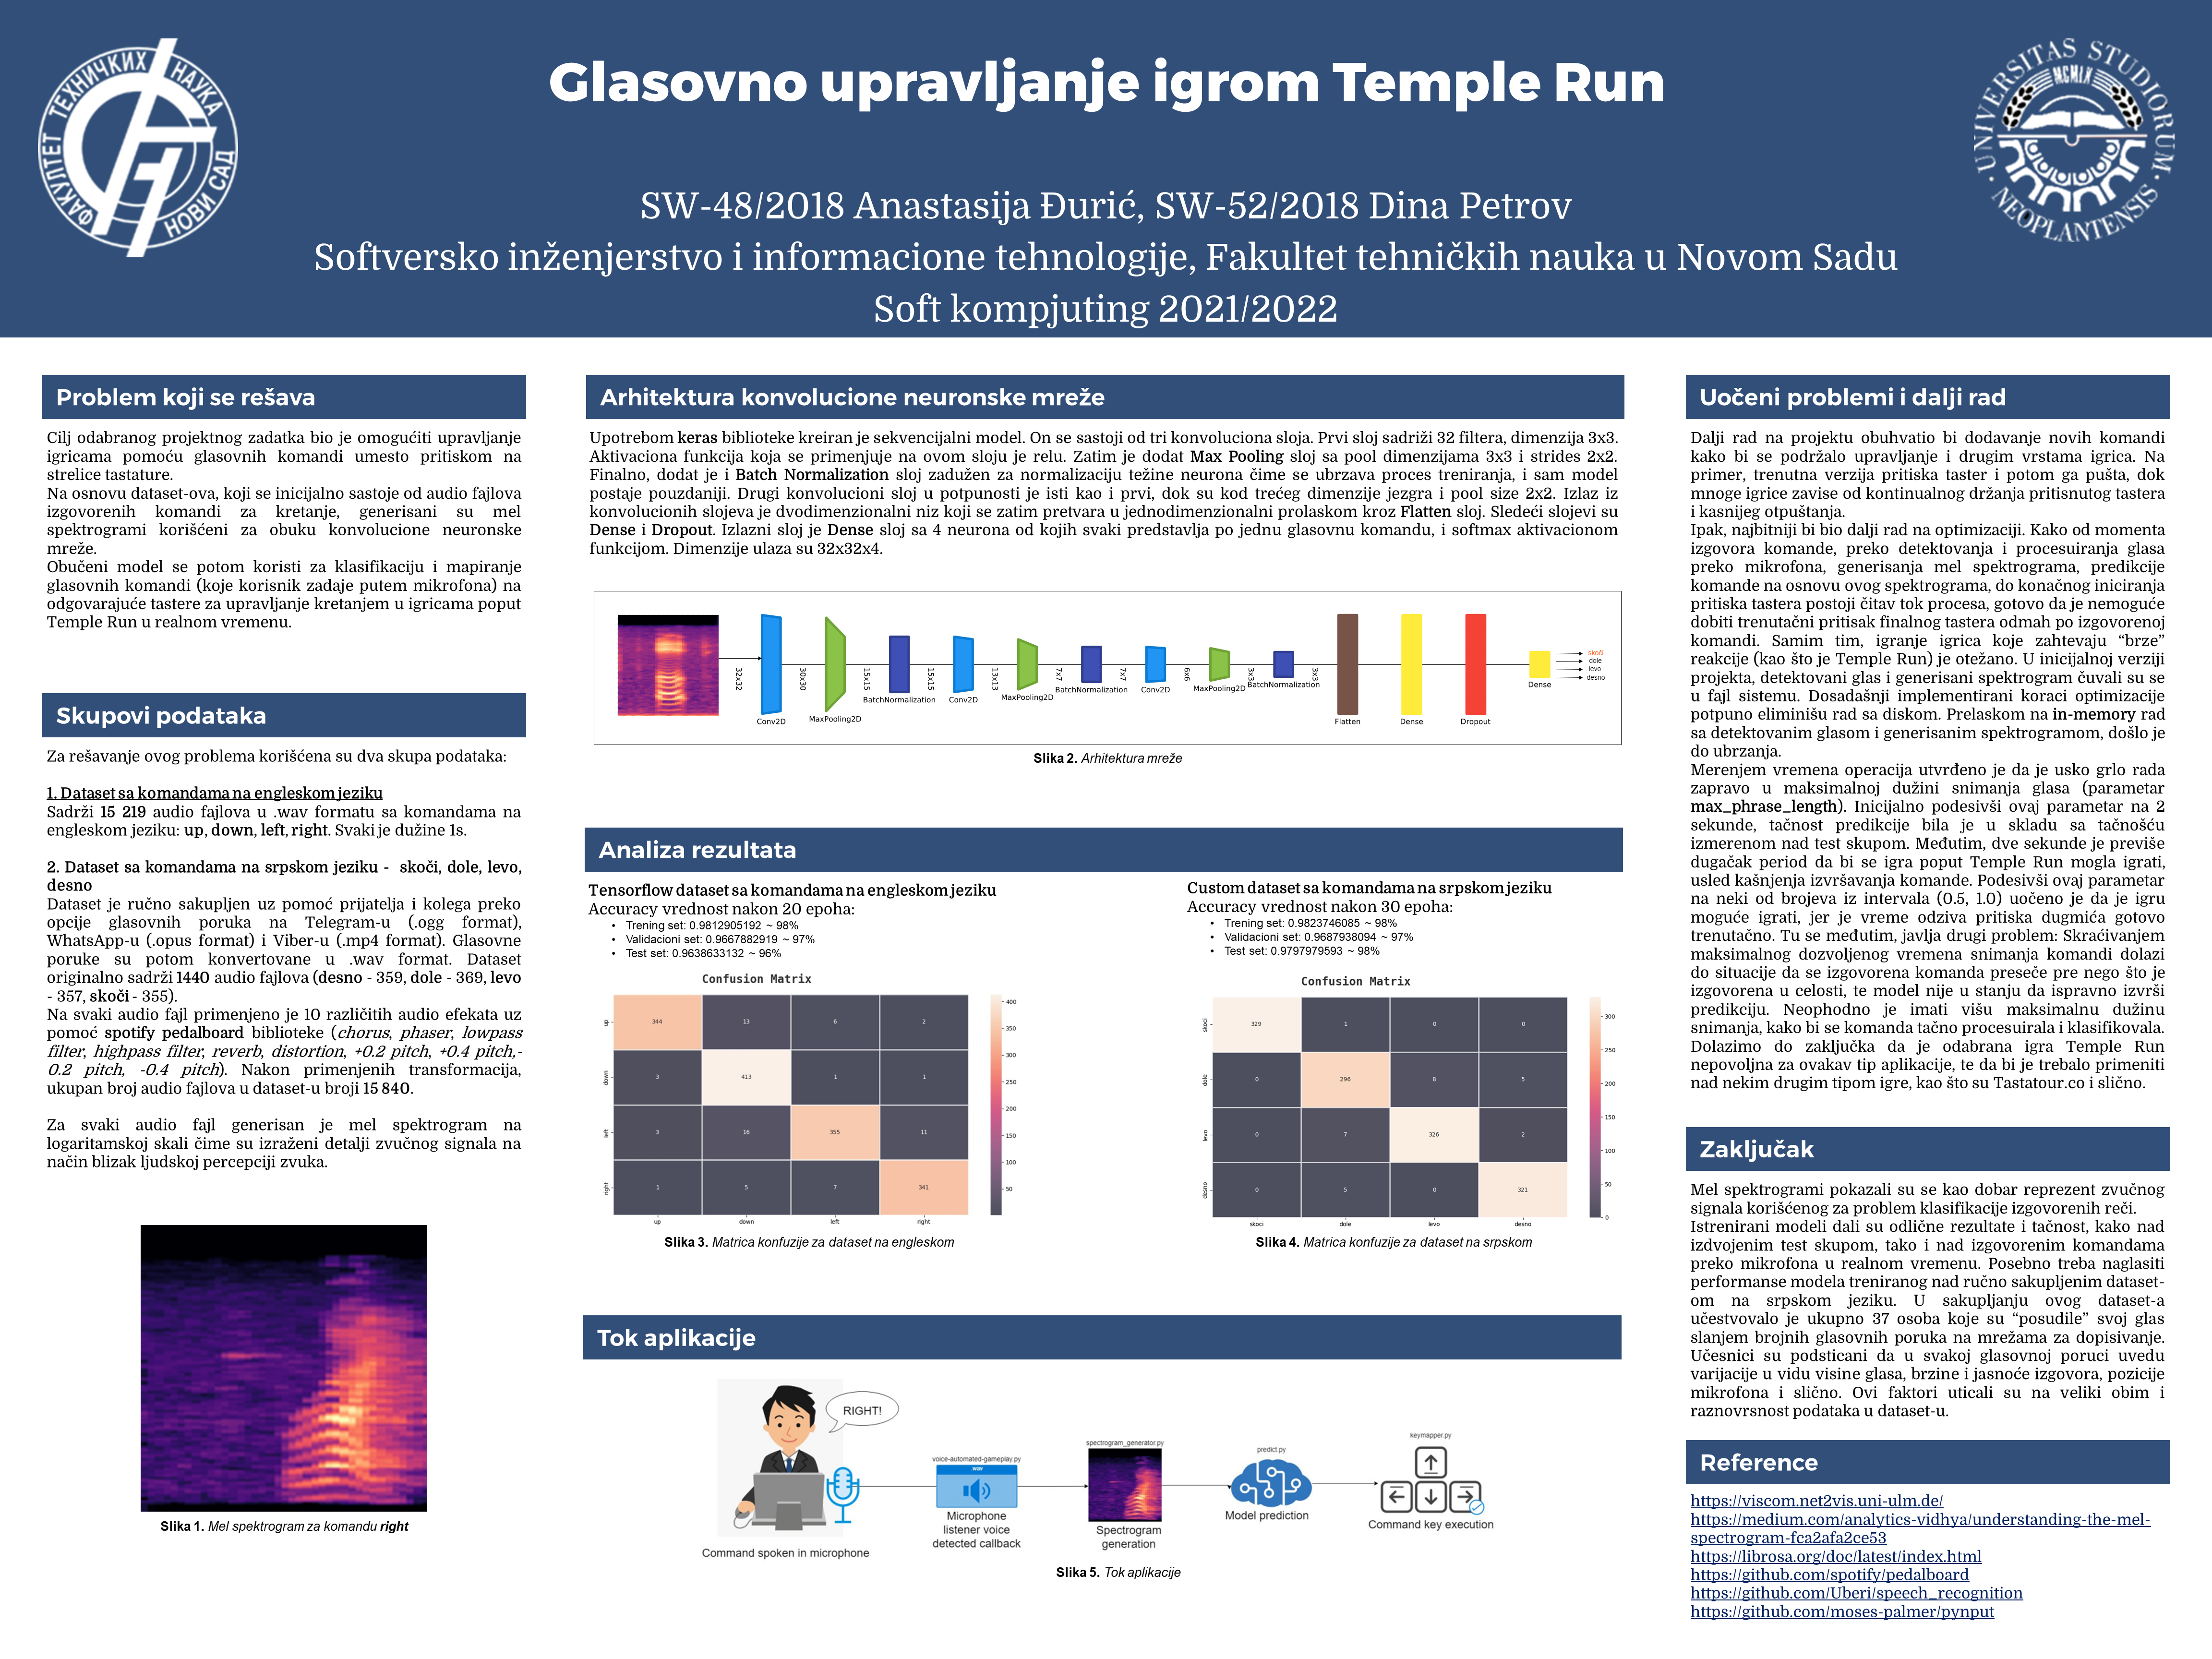 Glasovno upravljanje igrom Temple Run
SW-48/2018 Anastasija Đurić, SW-52/2018 Dina Petrov
Softversko inženjerstvo i informacione tehnologije, Fakultet tehničkih nauka u Novom Sadu
Soft kompjuting 2021/2022
ФАКУЛТЕТ ТЕХНИЧКИХ НАУКА
НОВИ САД
UNIVERSITAS STUDIORUM
NEOPLANTENSIS
MCMLX
Problem koji se rešava
Cilj odabranog projektnog zadatka bio je omogućiti upravljanje
igricama pomoću glasovnih komandi umesto pritiskom na
strelice tastature.
Na osnovu dataset-ova, koji se inicijalno sastoje od audio fajlova
izgovorenih komandi za kretanje, generisani su mel
spektrogrami korišćeni za obuku konvolucione neuronske
mreže.
Obučeni model se potom koristi za klasifikaciju i mapiranje
glasovnih komandi (koje korisnik zadaje putem mikrofona) na
odgovarajuće tastere za upravljanje kretanjem u igricama poput
Temple Run u realnom vremenu.
Skupovi podataka
Za rešavanje ovog problema korišćena su dva skupa podataka:
1. Dataset sa komandama na engleskom jeziku
Sadrži 15 219 audio fajlova u .wav formatu sa komandama na
engleskom jeziku: up, down, left, right. Svaki je dužine 1s.
2. Dataset sa komandama na srpskom jeziku - skoči, dole, levo,
desno
Dataset je ručno sakupljen uz pomoć prijatelja i kolega preko
opcije glasovnih poruka na Telegram-u (.ogg format),
WhatsApp-u (.opus format) i Viber-u (.mp4 format). Glasovne
poruke su potom konvertovane u .wav format. Dataset
originalno sadrži 1440 audio fajlova (desno - 359, dole - 369, levo
- 357, skoči - 355).
Na svaki audio fajl primenjeno je 10 različitih audio efekata uz
pomoć spotify pedalboard biblioteke (chorus, phaser, lowpass
filter, highpass filter, reverb, distortion, +0.2 pitch, +0.4 pitch,-
0.2 pitch, -0.4 pitch). Nakon primenjenih transformacija,
ukupan broj audio fajlova u dataset-u broji 15 840.
Za svaki audio fajl generisan je mel spektrogram na
logaritamskoj skali čime su izraženi detalji zvučnog signala na
način blizak ljudskoj percepciji zvuka.
Slika 1. Mel spektrogram za komandu right
Arhitektura konvolucione neuronske mreže
Upotrebom keras biblioteke kreiran je sekvencijalni model. On se sastoji od tri konvoluciona sloja. Prvi sloj sadriži 32 filtera, dimenzija 3x3.
Aktivaciona funkcija koja se primenjuje na ovom sloju je relu. Zatim je dodat Max Pooling sloj sa pool dimenzijama 3x3 i strides 2x2.
Finalno, dodat je i Batch Normalization sloj zadužen za normalizaciju težine neurona čime se ubrzava proces treniranja, i sam model
postaje pouzdaniji. Drugi konvolucioni sloj u potpunosti je isti kao i prvi, dok su kod trećeg dimenzije jezgra i pool size 2x2. Izlaz iz
konvolucionih slojeva je dvodimenzionalni niz koji se zatim pretvara u jednodimenzionalni prolaskom kroz Flatten sloj. Sledeći slojevi su
Dense i Dropout. Izlazni sloj je Dense sloj sa 4 neurona od kojih svaki predstavlja po jednu glasovnu komandu, i softmax aktivacionom
funkcijom. Dimenzije ulaza su 32x32x4.
32x32
Conv2D
30x30
MaxPooling2D
15x15
BatchNormalization
15x15
Conv2D
13x13
MaxPooling2D
7x7
BatchNormalization
7x7
Conv2D
6x6
MaxPooling2D
3x3
BatchNormalization
3x3
Flatten
Dense
Dropout
Dense
skoči
dole
levo
desno
Slika 2. Arhitektura mreže
Analiza rezultata
Tensorflow dataset sa komandama na engleskom jeziku
Accuracy vrednost nakon 20 epoha:
• Trening set: 0.9812905192 ~ 98%
• Validacioni set: 0.9667882919 ~ 97%
• Test set: 0.9638633132 ~ 96%
Confusion Matrix
up 344 13 6 2
down 3 413 1 1
left 3 16 355 11
right 1 5 7 341
up down left right
400
350
300
250
200
150
100
50
Slika 3. Matrica konfuzije za dataset na engleskom
Custom dataset sa komandama na srpskom jeziku
Accuracy vrednost nakon 30 epoha:
• Trening set: 0.9823746085 ~ 98%
• Validacioni set: 0.9687938094 ~ 97%
• Test set: 0.9797979593 ~ 98%
Confusion Matrix
skoci 329 1 0 0
dole 0 296 8 5
levo 0 7 326 2
desno 0 5 0 321
skoci dole levo desno
300
250
200
150
100
50
0
Slika 4. Matrica konfuzije za dataset na srpskom
Tok aplikacije
RIGHT!
Command spoken in microphone
voice-automated-gameplay.py
.wav
Microphone
listener voice
detected callback
spectrogram_generator.py
Spectrogram
generation
predict.py
Model prediction
keymapper.py
Command key execution
Slika 5. Tok aplikacije
Uočeni problemi i dalji rad
Dalji rad na projektu obuhvatio bi dodavanje novih komandi
kako bi se podržalo upravljanje i drugim vrstama igrica. Na
primer, trenutna verzija pritiska taster i potom ga pušta, dok
mnoge igrice zavise od kontinualnog držanja pritisnutog tastera
i kasnijeg otpuštanja.
Ipak, najbitniji bi bio dalji rad na optimizaciji. Kako od momenta
izgovora komande, preko detektovanja i procesuiranja glasa
preko mikrofona, generisanja mel spektrograma, predikcije
komande na osnovu ovog spektrograma, do konačnog iniciranja
pritiska tastera postoji čitav tok procesa, gotovo da je nemoguće
dobiti trenutačni pritisak finalnog tastera odmah po izgovorenoj
komandi. Samim tim, igranje igrica koje zahtevaju “brze”
reakcije (kao što je Temple Run) je otežano. U inicijalnoj verziji
projekta, detektovani glas i generisani spektrogram čuvali su se
u fajl sistemu. Dosadašnji implementirani koraci optimizacije
potpuno eliminišu rad sa diskom. Prelaskom na in-memory rad
sa detektovanim glasom i generisanim spektrogramom, došlo je
do ubrzanja.
Merenjem vremena operacija utvrđeno je da je usko grlo rada
zapravo u maksimalnoj dužini snimanja glasa (parametar
max_phrase_length). Inicijalno podesivši ovaj parametar na 2
sekunde, tačnost predikcije bila je u skladu sa tačnošću
izmerenom nad test skupom. Međutim, dve sekunde je previše
dugačak period da bi se igra poput Temple Run mogla igrati,
usled kašnjenja izvršavanja komande. Podesivši ovaj parametar
na neki od brojeva iz intervala (0.5, 1.0) uočeno je da je igru
moguće igrati, jer je vreme odziva pritiska dugmića gotovo
trenutačno. Tu se međutim, javlja drugi problem: Skraćivanjem
maksimalnog dozvoljenog vremena snimanja komandi dolazi
do situacije da se izgovorena komanda preseče pre nego što je
izgovorena u celosti, te model nije u stanju da ispravno izvrši
predikciju. Neophodno je imati višu maksimalnu dužinu
snimanja, kako bi se komanda tačno procesuirala i klasifikovala.
Dolazimo do zaključka da je odabrana igra Temple Run
nepovoljna za ovakav tip aplikacije, te da bi je trebalo primeniti
nad nekim drugim tipom igre, kao što su Tastatour.co i slično.
Zaključak
Mel spektrogrami pokazali su se kao dobar reprezent zvučnog
signala korišćenog za problem klasifikacije izgovorenih reči.
Istrenirani modeli dali su odlične rezultate i tačnost, kako nad
izdvojenim test skupom, tako i nad izgovorenim komandama
preko mikrofona u realnom vremenu. Posebno treba naglasiti
performanse modela treniranog nad ručno sakupljenim dataset-
om na srpskom jeziku. U sakupljanju ovog dataset-a
učestvovalo je ukupno 37 osoba koje su “posudile” svoj glas
slanjem brojnih glasovnih poruka na mrežama za dopisivanje.
Učesnici su podsticani da u svakoj glasovnoj poruci uvedu
varijacije u vidu visine glasa, brzine i jasnoće izgovora, pozicije
mikrofona i slično. Ovi faktori uticali su na veliki obim i
raznovrsnost podataka u dataset-u.
Reference
https://viscom.net2vis.uni-ulm.de/
https://medium.com/analytics-vidhya/understanding-the-mel-
spectrogram-fca2afa2ce53
https://librosa.org/doc/latest/index.html
https://github.com/spotify/pedalboard
https://github.com/Uberi/speech_recognition
https://github.com/moses-palmer/pynput